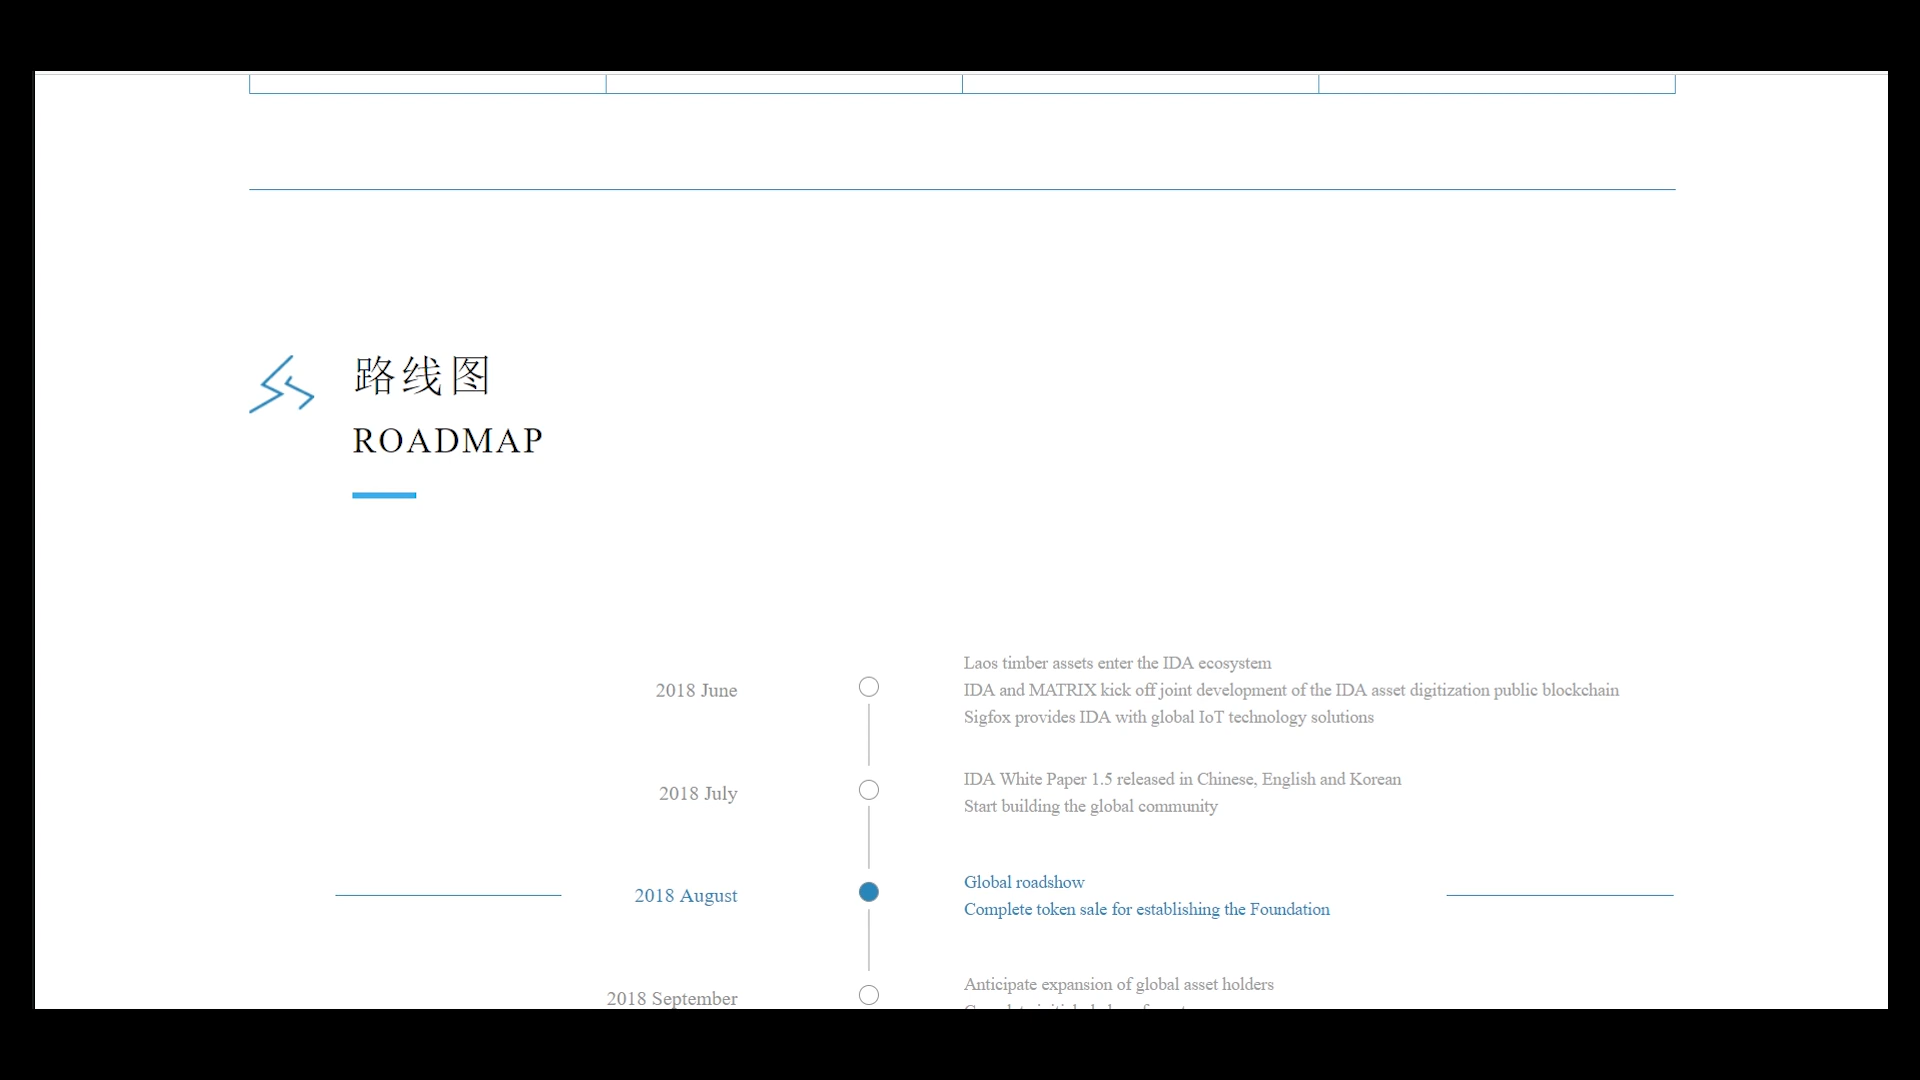 路线图
ROADMAP
2018 June
Laos timber assets enter the IDA ecosystem
IDA and MATRIX kick off joint development of the IDA asset digitization public blockchain
Sigfox provides IDA with global IoT technology solutions
2018 July
IDA White Paper 1.5 released in Chinese, English and Korean
Start building the global community
2018 August
Global roadshow
Complete token sale for establishing the Foundation
2018 September
Anticipate expansion of global asset holders